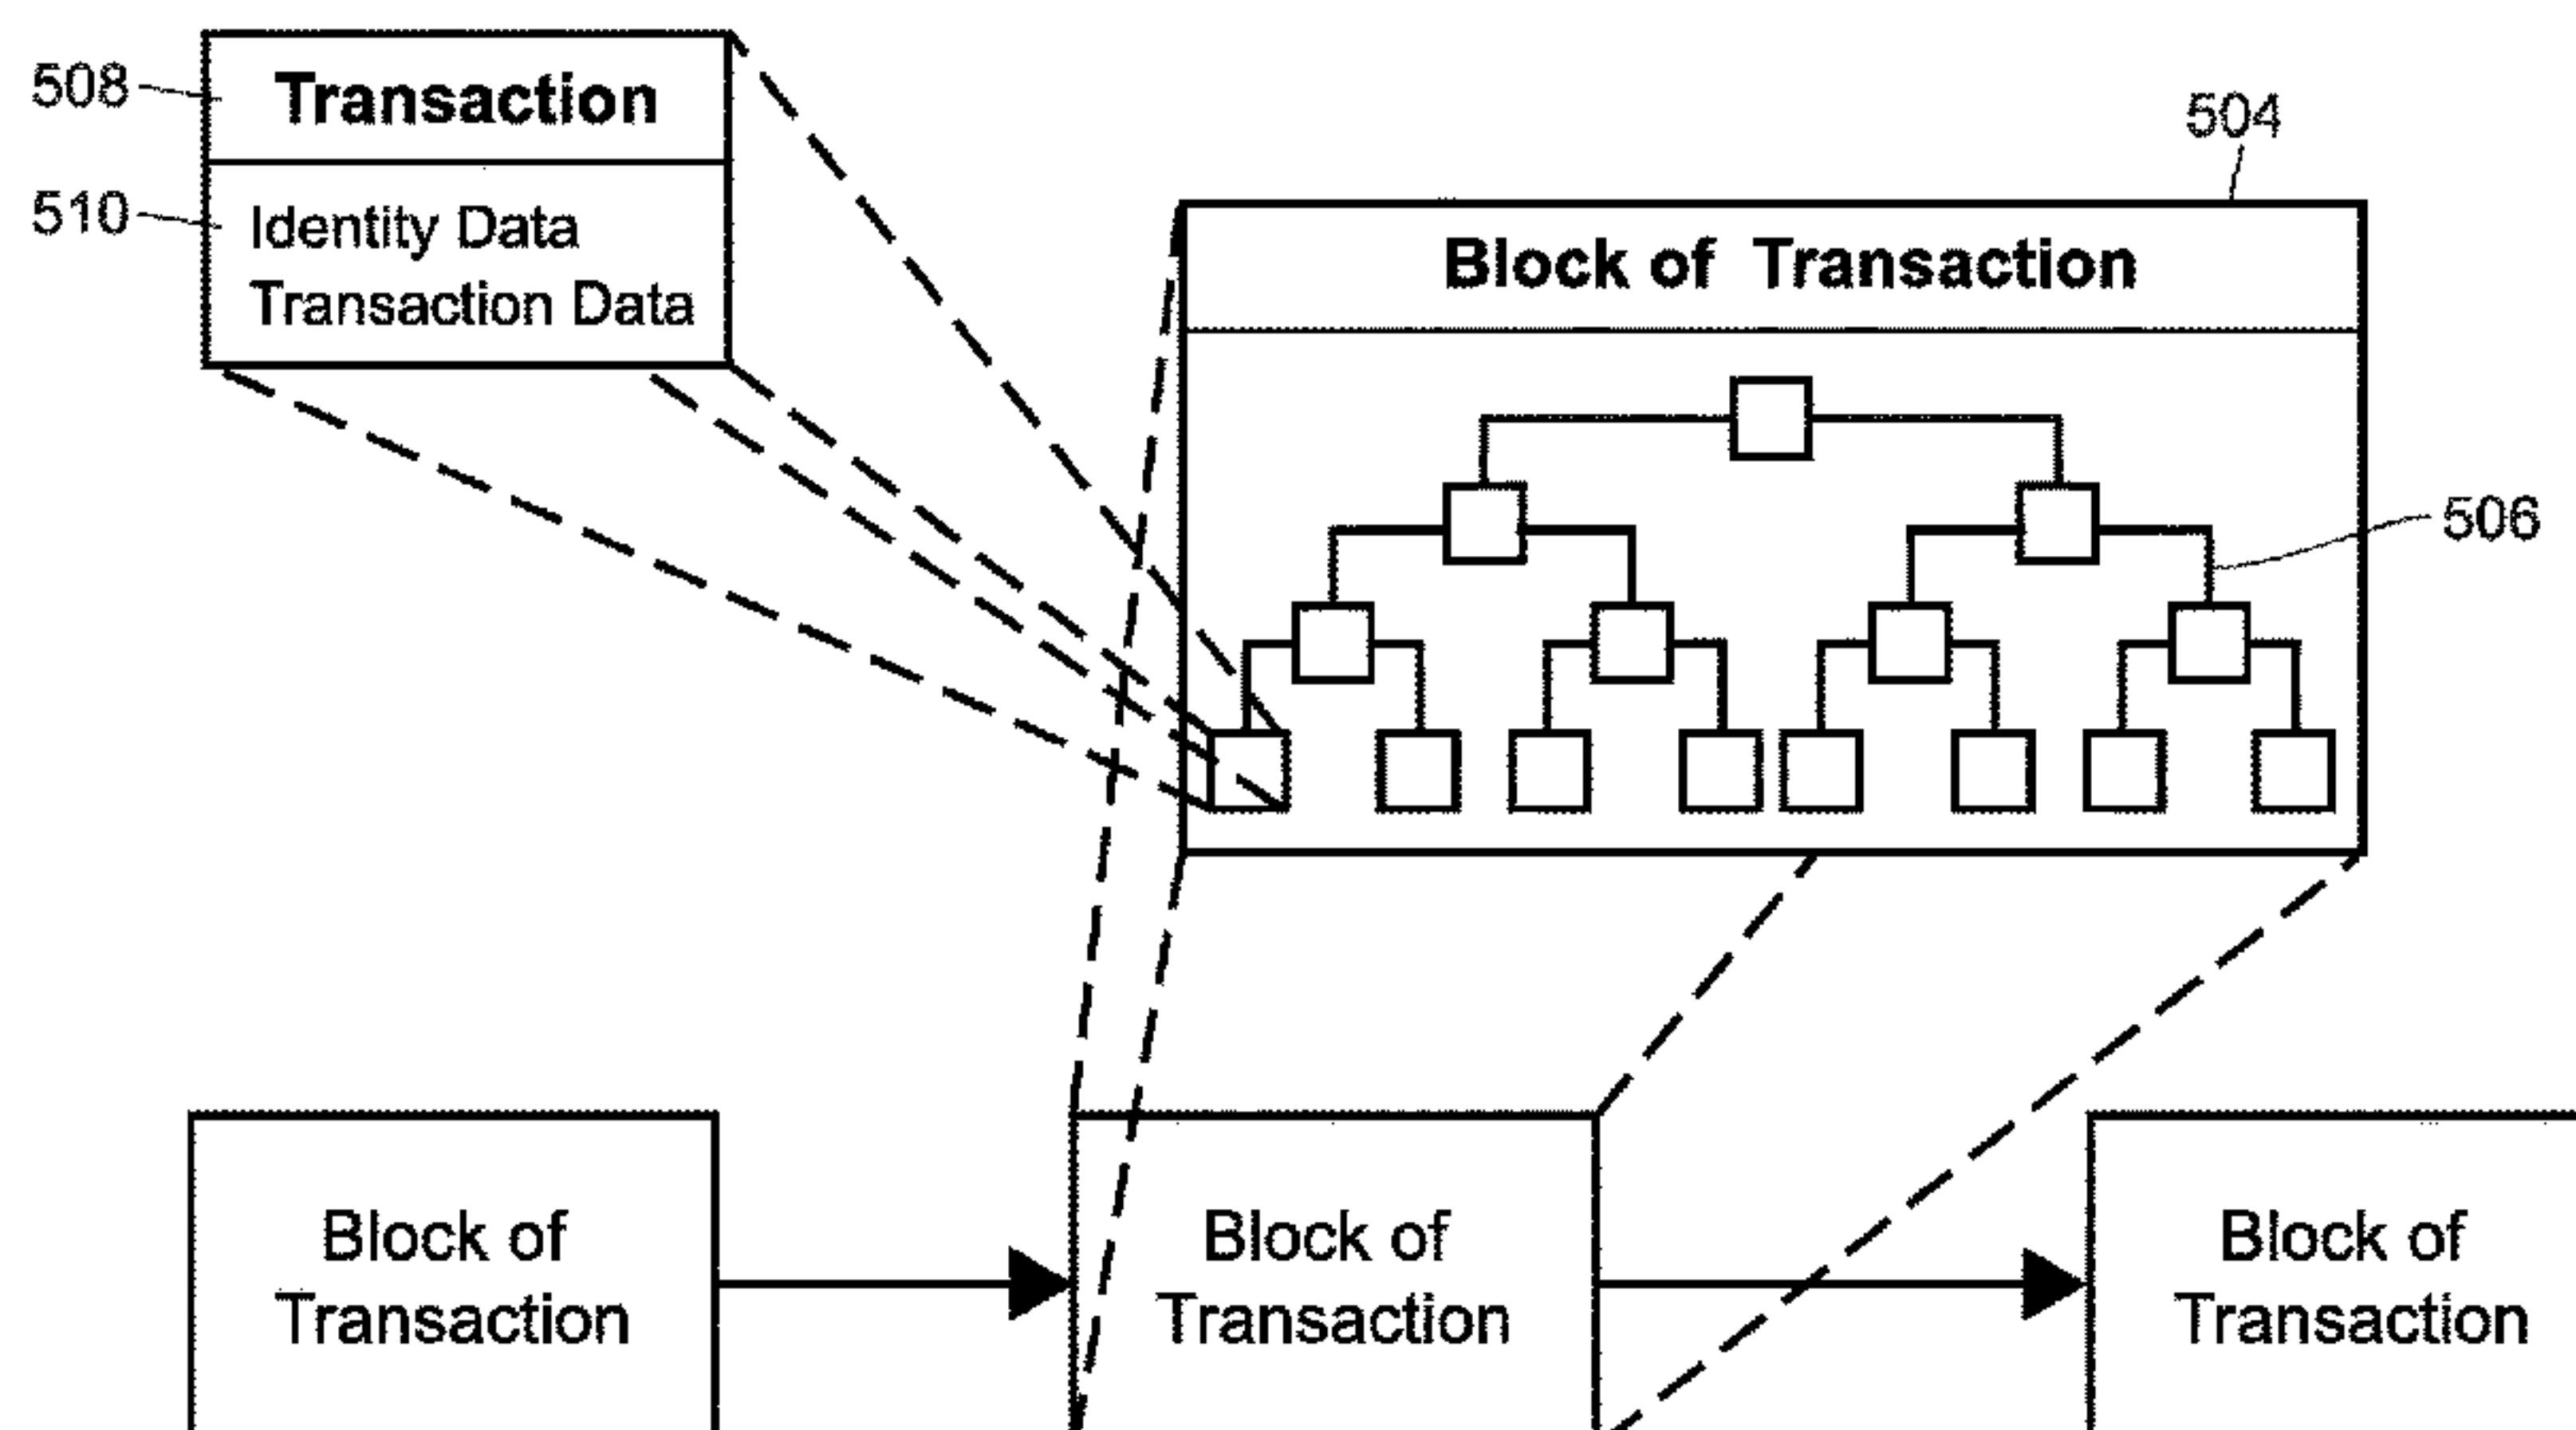 508
Transaction
504
510
Identity Data
Transaction Data
Block of Transaction
506
Block of
Transaction
Block of
Transaction
Block of
Transaction